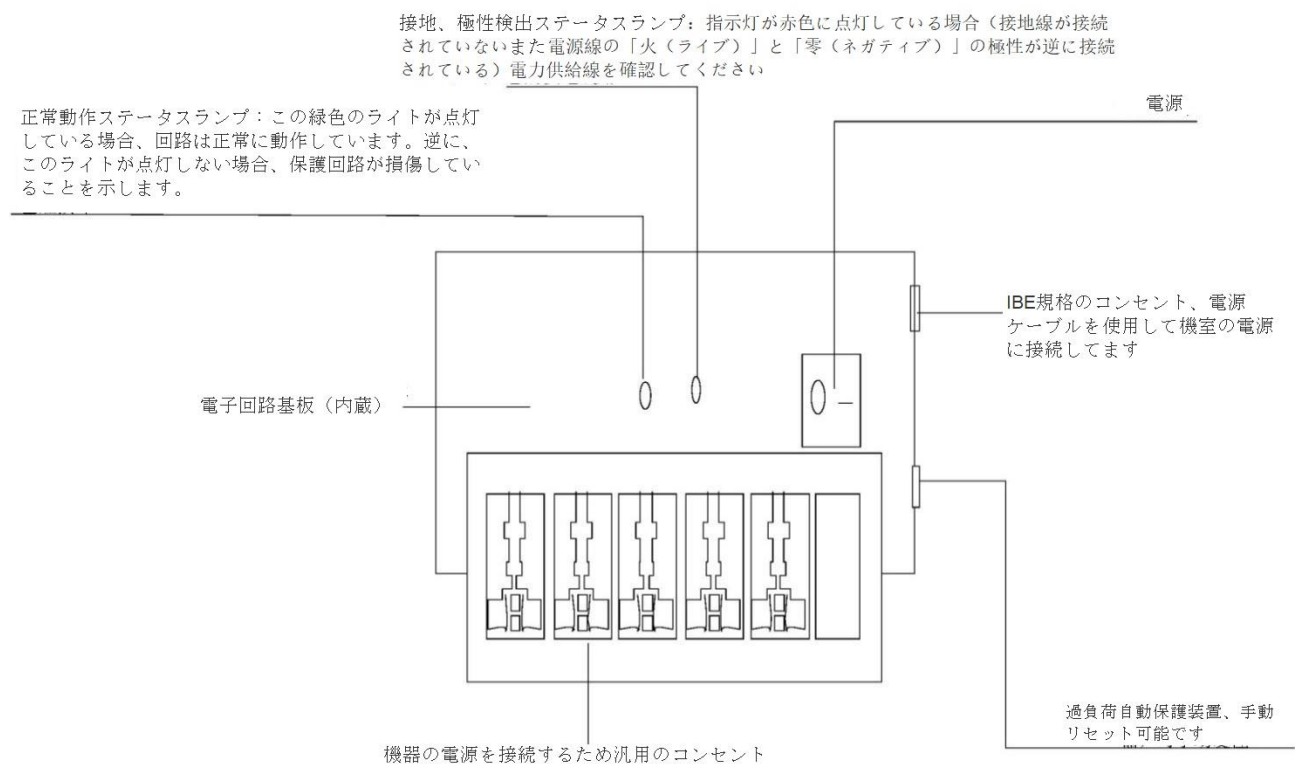 接地、極性検出ステータスランプ：指示灯が赤色に点灯している場合（接地線が接続
されていないまた電源線の「火（ライブ）」と「零（ネガティブ）」の極性が逆に接続
されている）電力供給線を確認してください
正常動作ステータスランプ：この緑色のライトが点灯
している場合、回路は正常に動作しています。逆に、
このライトが点灯しない場合、保護回路が損傷してい
ることを示します。
電源
IBE規格のコンセント、電源
ケーブルを使用して機室の電源
に接続してます
電子回路基板（内蔵）
過負荷自動保護装置、手動
リセット可能です
機器の電源を接続するため汎用のコンセント